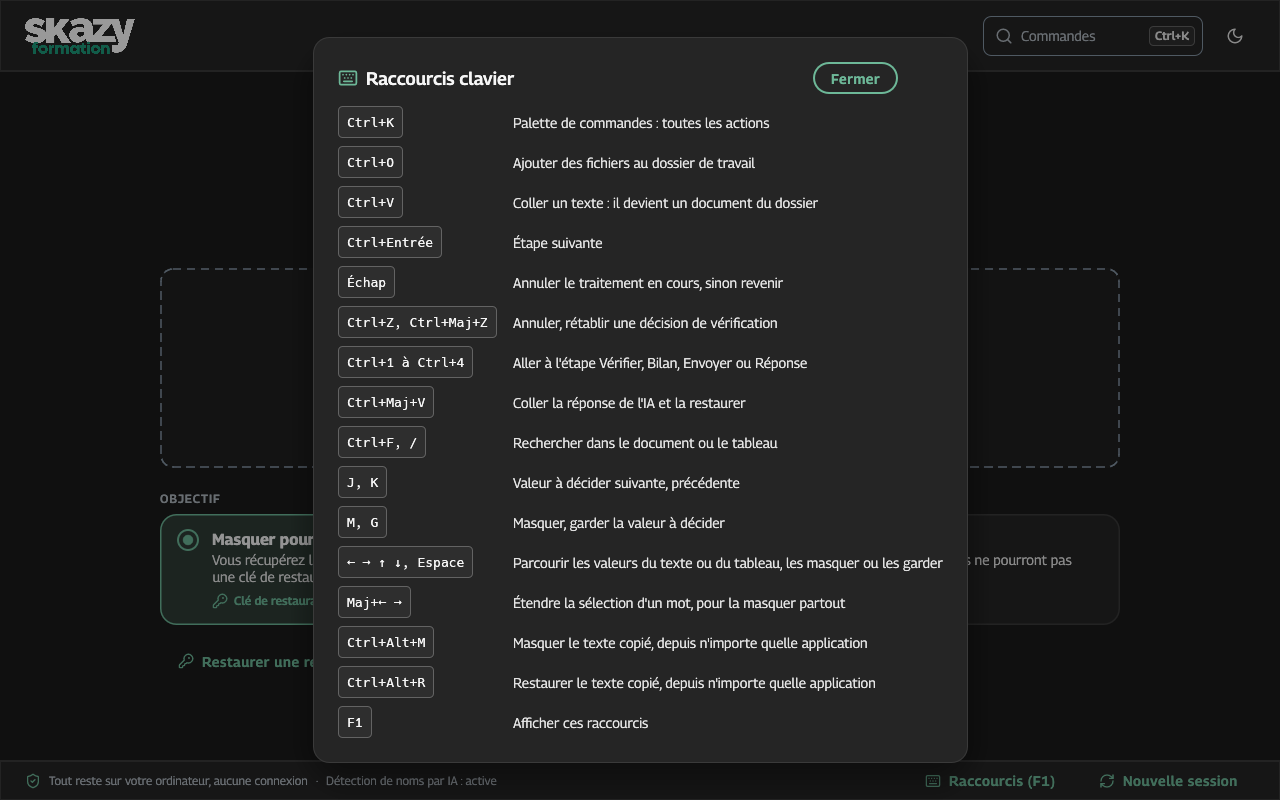 skazy
formation
Commandes
Ctrl+K
Raccourcis clavier
Fermer
Ctrl+K Palette de commandes : toutes les actions
Ctrl+O Ajouter des fichiers au dossier de travail
Ctrl+V Coller un texte : il devient un document du dossier
Ctrl+Entrée Étape suivante
Échap Annuler le traitement en cours, sinon revenir
Ctrl+Z, Ctrl+Maj+Z Annuler, rétablir une décision de vérification
Ctrl+1 à Ctrl+4 Aller à l'étape Vérifier, Bilan, Envoyer ou Réponse
Ctrl+Maj+V Coller la réponse de l'IA et la restaurer
Ctrl+F, / Rechercher dans le document ou le tableau
J, K Valeur à décider suivante, précédente
M, G Masquer, garder la valeur à décider
← → ↑ ↓, Espace Parcourir les valeurs du texte ou du tableau, les masquer ou les garder
Maj+← → Étendre la sélection d'un mot, pour la masquer partout
Ctrl+Alt+M Masquer le texte copié, depuis n'importe quelle application
Ctrl+Alt+R Restaurer le texte copié, depuis n'importe quelle application
F1 Afficher ces raccourcis
OBJECTIF
Masquer pour
Vous récupérez
une clé de
Clé de
ne pourront pas
Restaurer une
Tout reste sur votre ordinateur, aucune connexion · Détection de noms par IA : active
Raccourcis (F1)
Nouvelle session